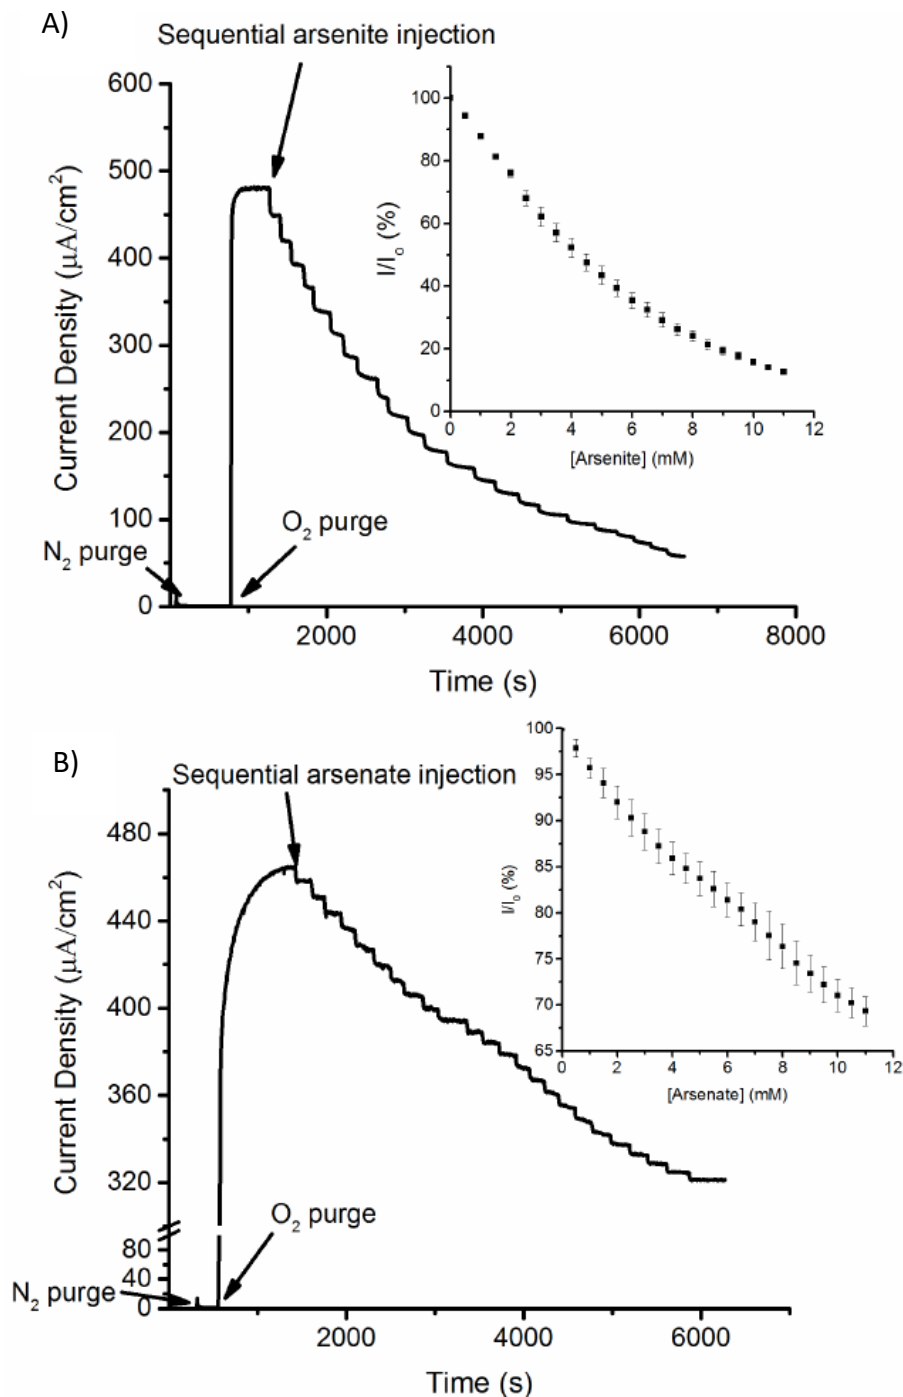 A)
Sequential arsenite injection
600
500
400
300
200
100
0
Current Density (µA/cm²)
N₂ purge
O₂ purge
2000 4000 6000 8000
Time (s)
100
80
60
40
20
0
I/I₀ (%)
0 2 4 6 8 10 12
[Arsenite] (mM)
B)
Sequential arsenate injection
480
440
400
360
320
80
40
0
Current Density (µA/cm²)
N₂ purge
O₂ purge
2000 4000 6000
Time (s)
100
95
90
85
80
75
70
65
I/I₀ (%)
0 2 4 6 8 10 12
[Arsenate] (mM)